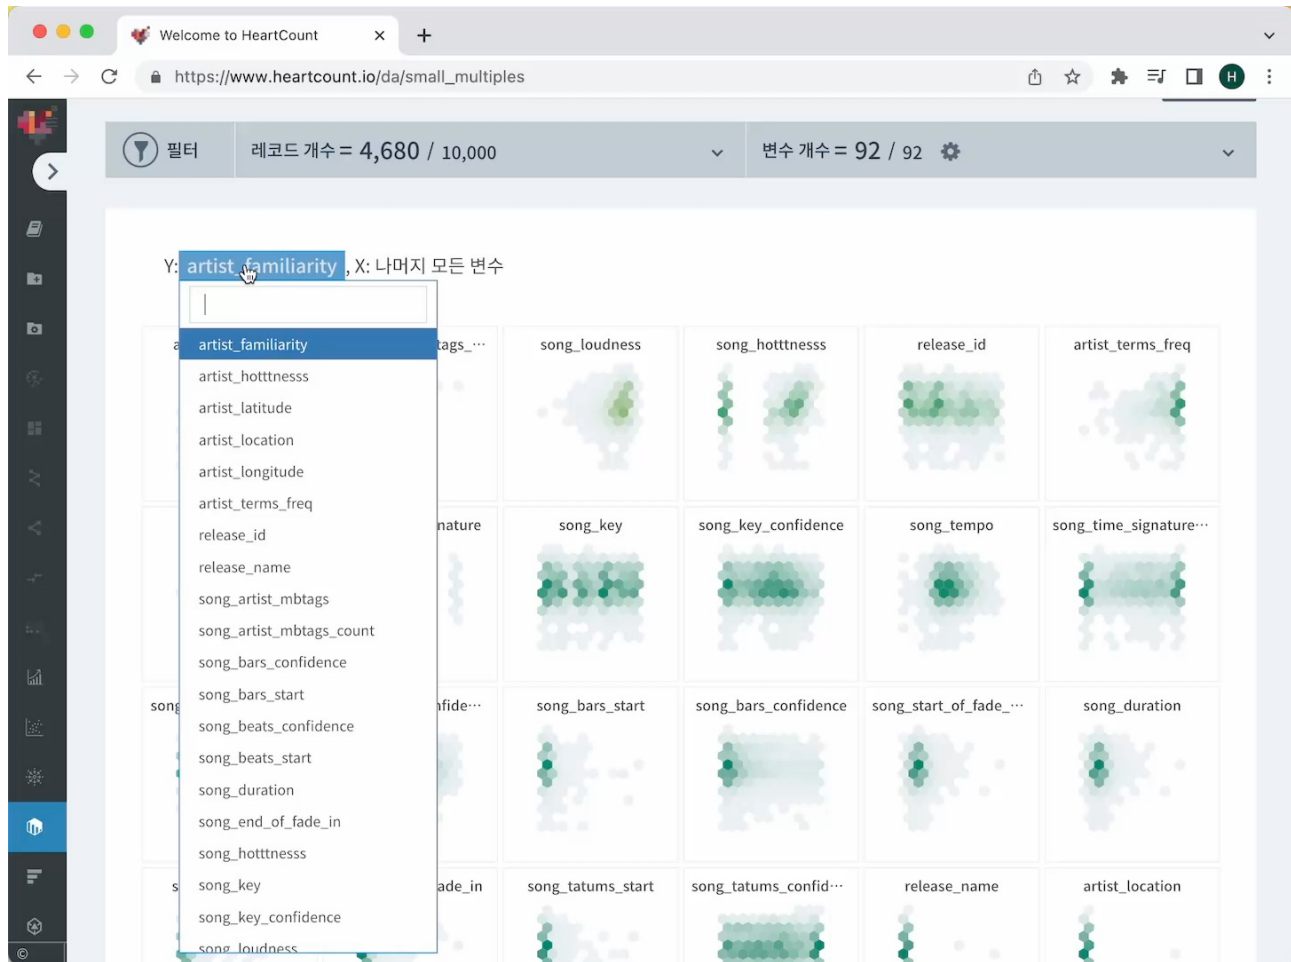 Welcome to HeartCount
https://www.heartcount.io/da/small_multiples
H
필터
레코드 개수 = 4,680 / 10,000
변수 개수 = 92 / 92
Y: artist_familiarity , X: 나머지 모든 변수
artist_familiarity
artist_hotttnesss
artist_latitude
artist_location
artist_longitude
artist_terms_freq
release_id
release_name
song_artist_mbtags
song_artist_mbtags_count
song_bars_confidence
song_bars_start
song_beats_confidence
song_beats_start
song_duration
song_end_of_fade_in
song_hotttnesss
song_key
song_key_confidence
song_loudness
a
tags_…
song_loudness
song_hotttnesss
release_id
artist_terms_freq
nature
song_key
song_key_confidence
song_tempo
song_time_signature…
song
nfide…
song_bars_start
song_bars_confidence
song_start_of_fade_…
song_duration
s
ade_in
song_tatums_start
song_tatums_confid…
release_name
artist_location
©